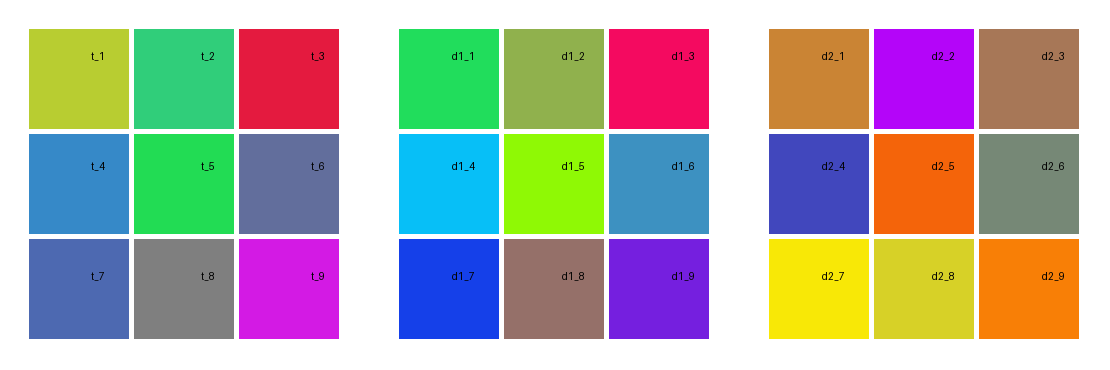 t_1 t_2 t_3 d1_1 d1_2 d1_3 d2_1 d2_2 d2_3
t_4 t_5 t_6 d1_4 d1_5 d1_6 d2_4 d2_5 d2_6
t_7 t_8 t_9 d1_7 d1_8 d1_9 d2_7 d2_8 d2_9